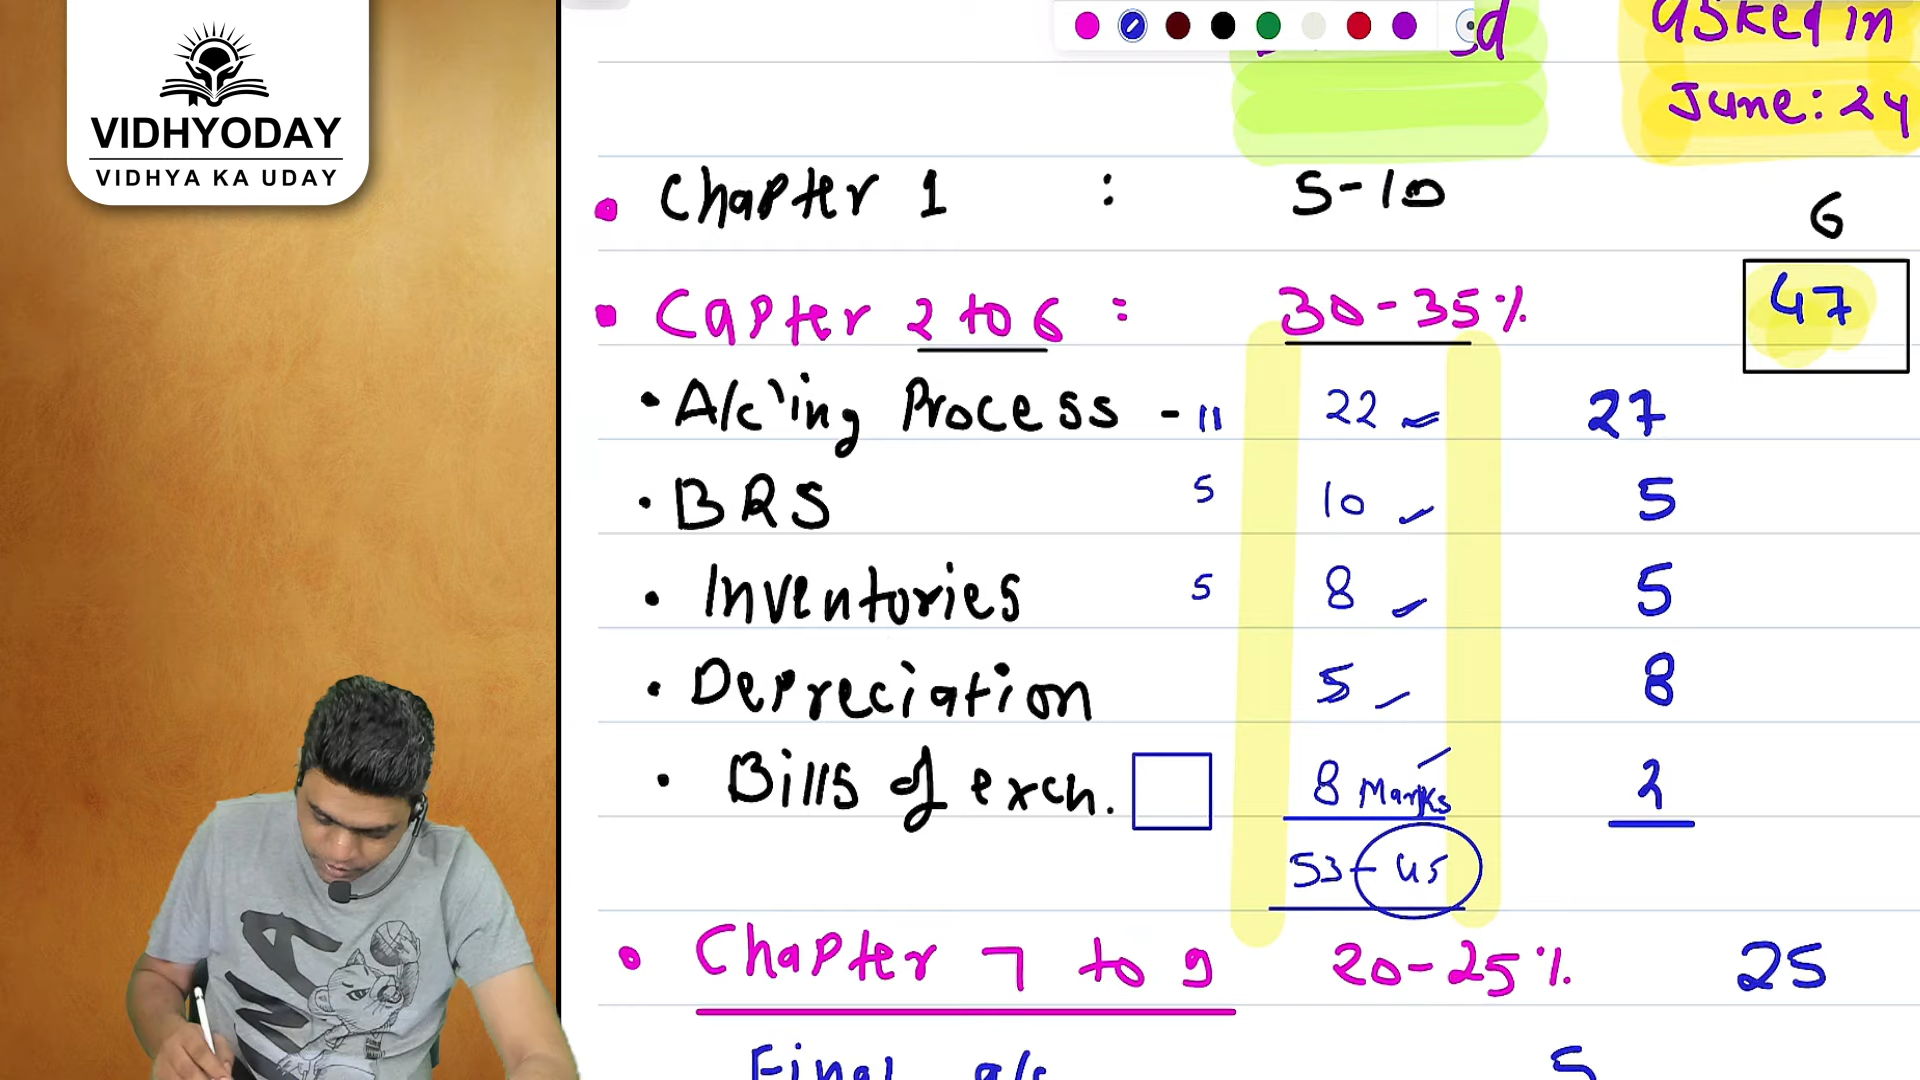 VIDHYODAY
VIDHYA KA UDAY
asked in
June: 24
• Chapter 1 : 5-10 6
• Capter 2 to 6 : 30-35% 47
• A/c'ing Process - 11 22 27
• BRS 5 10 5
• Inventories 5 8 5
• Depreciation 5 8
• Bills of exch. 8 Marks 2
53-45
• Chapter 7 to 9 20-25% 25
Final a/c 5